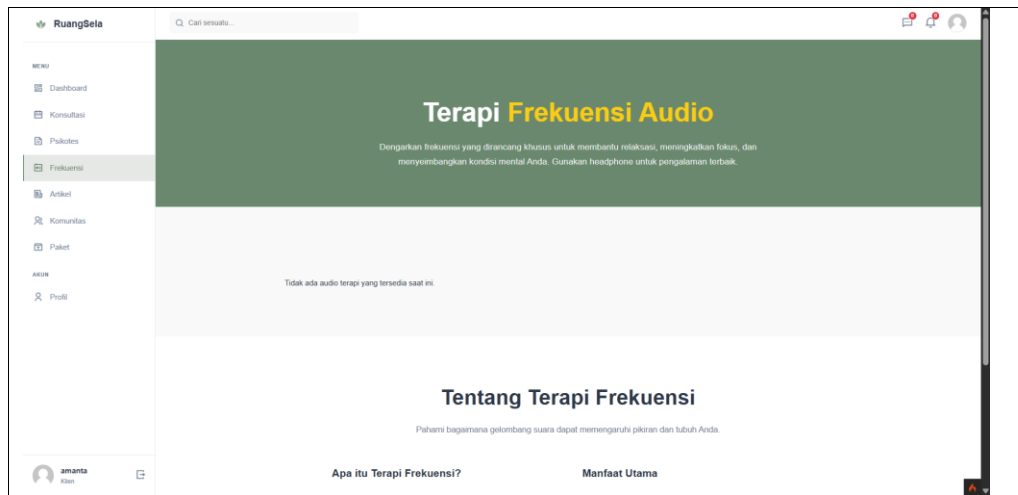 RuangSela
Cari sesuatu...
MENU
Dashboard
Konsultasi
Psikotes
Frekuensi
Artikel
Komunitas
Paket
AKUN
Profil
amanta
Klien
Terapi Frekuensi Audio
Dengarkan frekuensi yang dirancang khusus untuk membantu relaksasi, meningkatkan fokus, dan
menyeimbangkan kondisi mental Anda. Gunakan headphone untuk pengalaman terbaik.
Tidak ada audio terapi yang tersedia saat ini.
Tentang Terapi Frekuensi
Pahami bagaimana gelombang suara dapat memengaruhi pikiran dan tubuh Anda.
Apa itu Terapi Frekuensi?
Manfaat Utama